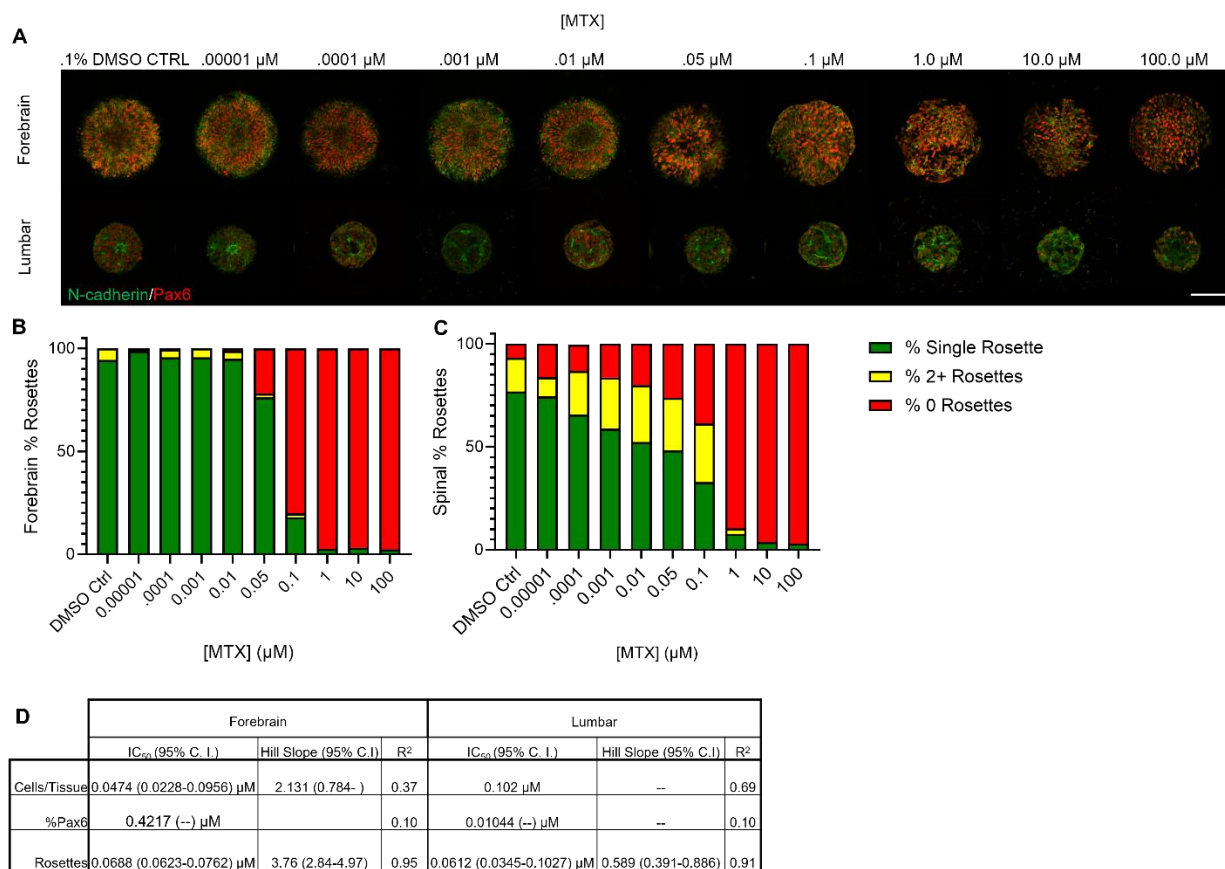 [MTX]
A
.1% DMSO CTRL .00001 µM .0001 µM .001 µM .01 µM .05 µM .1 µM 1.0 µM 10.0 µM 100.0 µM
Forebrain
Lumbar
N-cadherin/Pax6
B
Forebrain % Rosettes
100
50
0
DMSO Ctrl 0.00001 .0001 0.001 0.01 0.05 0.1 1 10 100
[MTX] (µM)
C
Spinal % Rosettes
100
50
0
DMSO Ctrl 0.00001 .0001 0.001 0.01 0.05 0.1 1 10 100
[MTX] (µM)
% Single Rosette
% 2+ Rosettes
% 0 Rosettes
D
Forebrain Lumbar
IC50 (95% C. I.) Hill Slope (95% C.I) R² IC50 (95% C. I.) Hill Slope (95% C.I) R²
Cells/Tissue 0.0474 (0.0228-0.0956) µM 2.131 (0.784- ) 0.37 0.102 µM -- 0.69
%Pax6 0.4217 (--) µM 0.10 0.01044 (--) µM -- 0.10
Rosettes 0.0688 (0.0623-0.0762) µM 3.76 (2.84-4.97) 0.95 0.0612 (0.0345-0.1027) µM 0.589 (0.391-0.886) 0.91